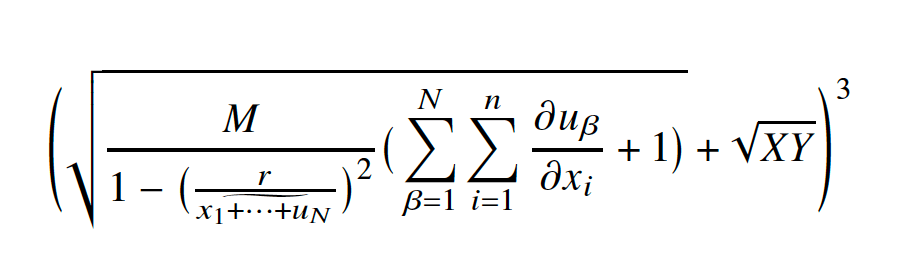 \left( \sqrt{\frac{M}{1 - \left( \frac{r}{\widetilde{x_1 + \cdots + u_N}} \right)^2} \left( \sum_{\beta=1}^{N} \sum_{i=1}^{n} \frac{\partial u_\beta}{\partial x_i} + 1 \right)} + \sqrt{XY} \right)^3